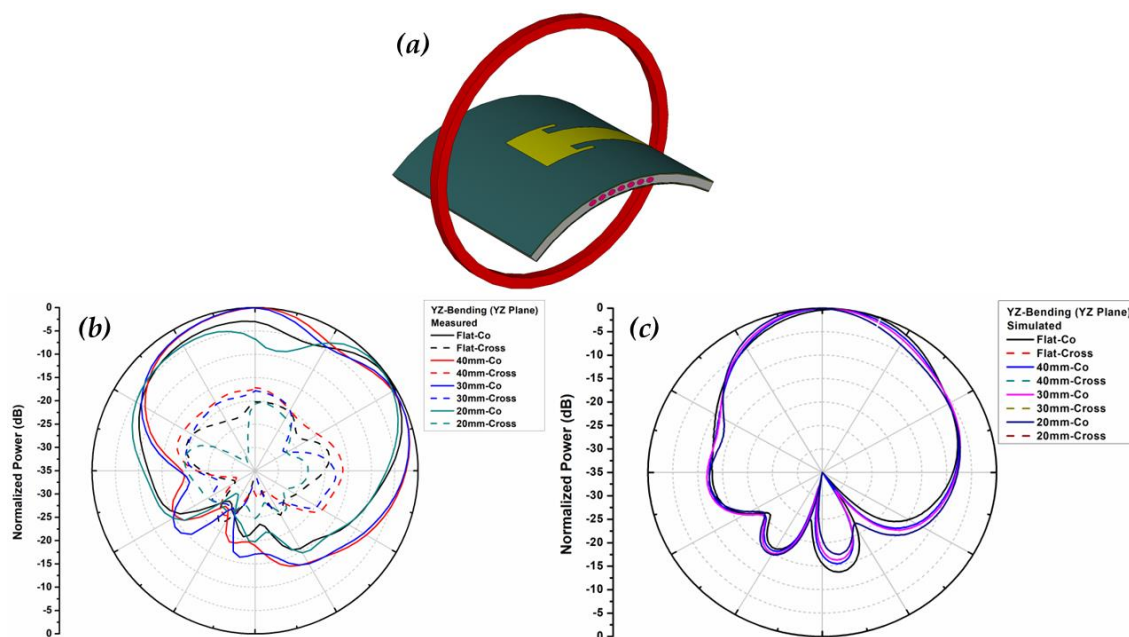 (a)
(b)
Normalized Power (dB)
0
-5
-10
-15
-20
-25
-30
-35
-30
-25
-20
-15
-10
-5
0
YZ-Bending (YZ Plane)
Measured
Flat-Co
Flat-Cross
40mm-Co
40mm-Cross
30mm-Co
30mm-Cross
20mm-Co
20mm-Cross
(c)
Normalized Power (dB)
0
-5
-10
-15
-20
-25
-30
-35
-30
-25
-20
-15
-10
-5
0
YZ-Bending (YZ Plane)
Simulated
Flat-Co
Flat-Cross
40mm-Co
40mm-Cross
30mm-Co
30mm-Cross
20mm-Co
20mm-Cross